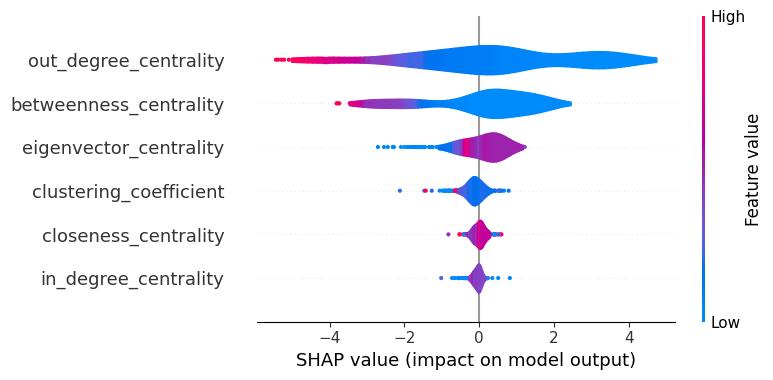 High
out_degree_centrality
betweenness_centrality
eigenvector_centrality
clustering_coefficient
closeness_centrality
in_degree_centrality
Feature value
Low
−4 −2 0 2 4
SHAP value (impact on model output)